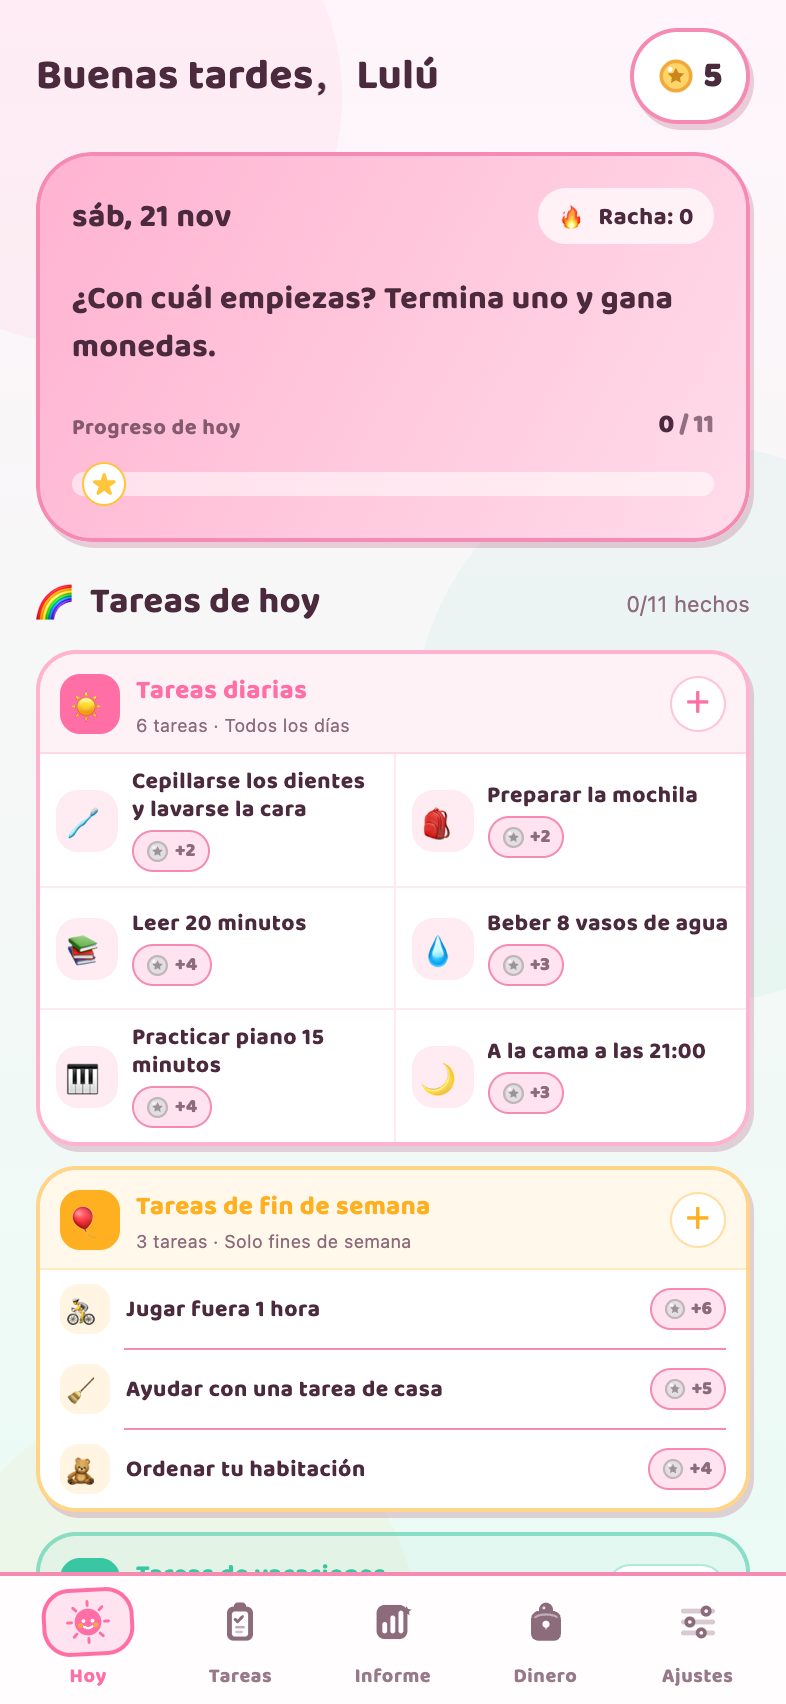 Buenas tardes, Lulú
5
sáb, 21 nov
Racha: 0
¿Con cuál empiezas? Termina uno y gana
monedas.
Progreso de hoy
0 / 11
Tareas de hoy
0/11 hechos
Tareas diarias
6 tareas · Todos los días
Cepillarse los dientes
y lavarse la cara
+2
Preparar la mochila
+2
Leer 20 minutos
+4
Beber 8 vasos de agua
+3
Practicar piano 15
minutos
+4
A la cama a las 21:00
+3
Tareas de fin de semana
3 tareas · Solo fines de semana
Jugar fuera 1 hora
+6
Ayudar con una tarea de casa
+5
Ordenar tu habitación
+4
Tareas de vacaciones
Hoy
Tareas
Informe
Dinero
Ajustes